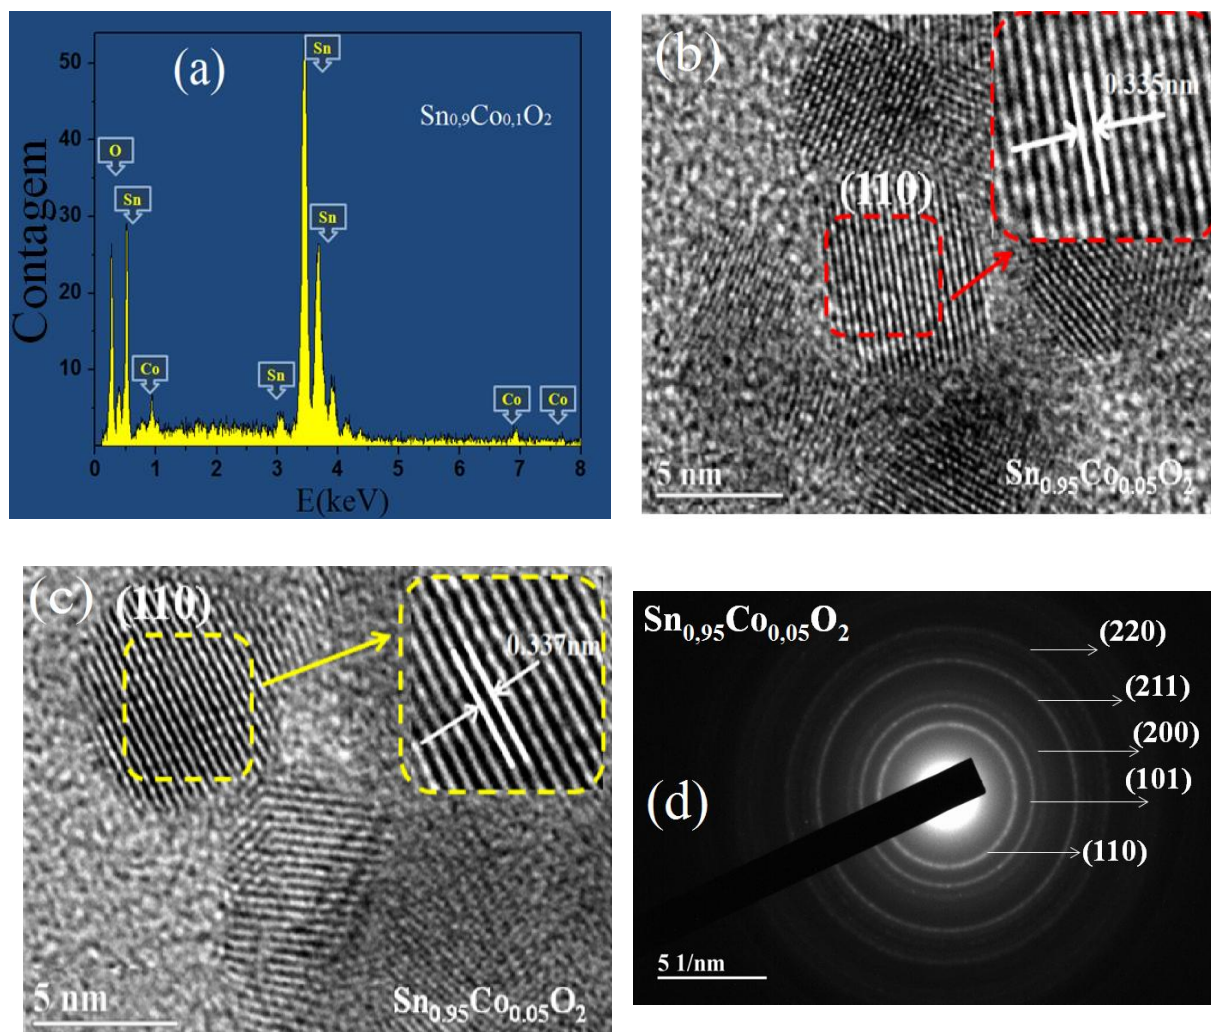 (a)
Sn
Sn₀,₉Co₀,₁O₂
O
Sn
Sn
Co
Sn
Co
Co
50
40
30
20
10
Contagem
0 1 2 3 4 5 6 7 8
E(keV)
(b)
0.335nm
(110)
5 nm
Sn₀.₉₅Co₀.₀₅O₂
(c)
(110)
0.337nm
5 nm
Sn₀.₉₅Co₀.₀₅O₂
Sn₀,₉₅Co₀,₀₅O₂
(220)
(211)
(200)
(101)
(d)
(110)
5 1/nm